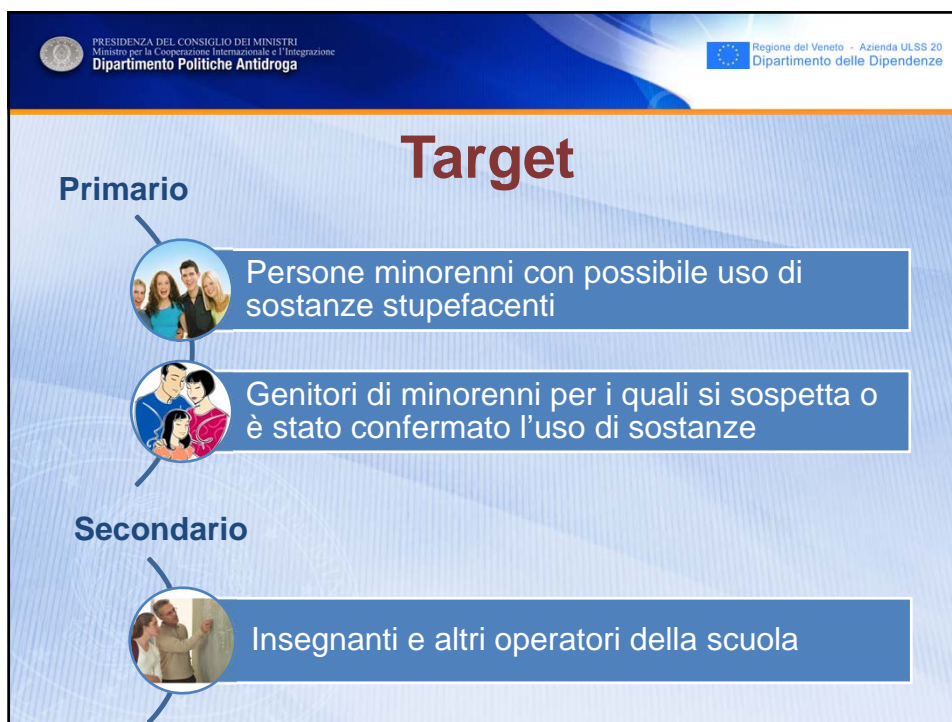 PRESIDENZA DEL CONSIGLIO DEI MINISTRI
Ministro per la Cooperazione Internazionale e l'Integrazione
Dipartimento Politiche Antidroga
Regione del Veneto - Azienda ULSS 20
Dipartimento delle Dipendenze
Target
Primario
Persone minorenni con possibile uso di
sostanze stupefacenti
Genitori di minorenni per i quali si sospetta o
è stato confermato l’uso di sostanze
Secondario
Insegnanti e altri operatori della scuola